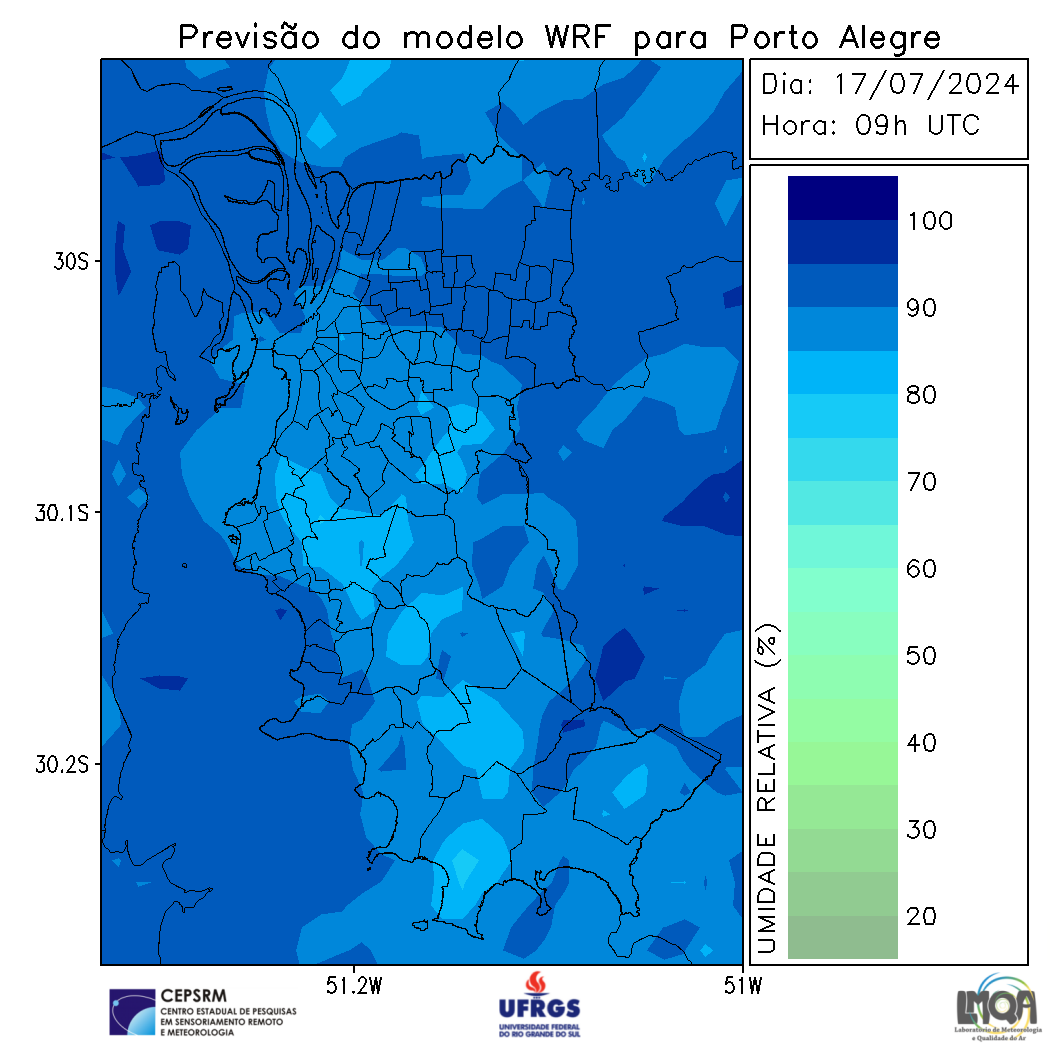 Previsão do modelo WRF para Porto Alegre
Dia: 17/07/2024
Hora: 09h UTC
100
90
80
70
60
50
40
30
20
UMIDADE RELATIVA (%)
30S
30.1S
30.2S
51.2W
51W
CEPSRM
CENTRO ESTADUAL DE PESQUISAS
EM SENSORIAMENTO REMOTO
E METEOROLOGIA
UFRGS
UNIVERSIDADE FEDERAL
DO RIO GRANDE DO SUL
LMQA
Laboratório de Meteorologia
e Qualidade do Ar